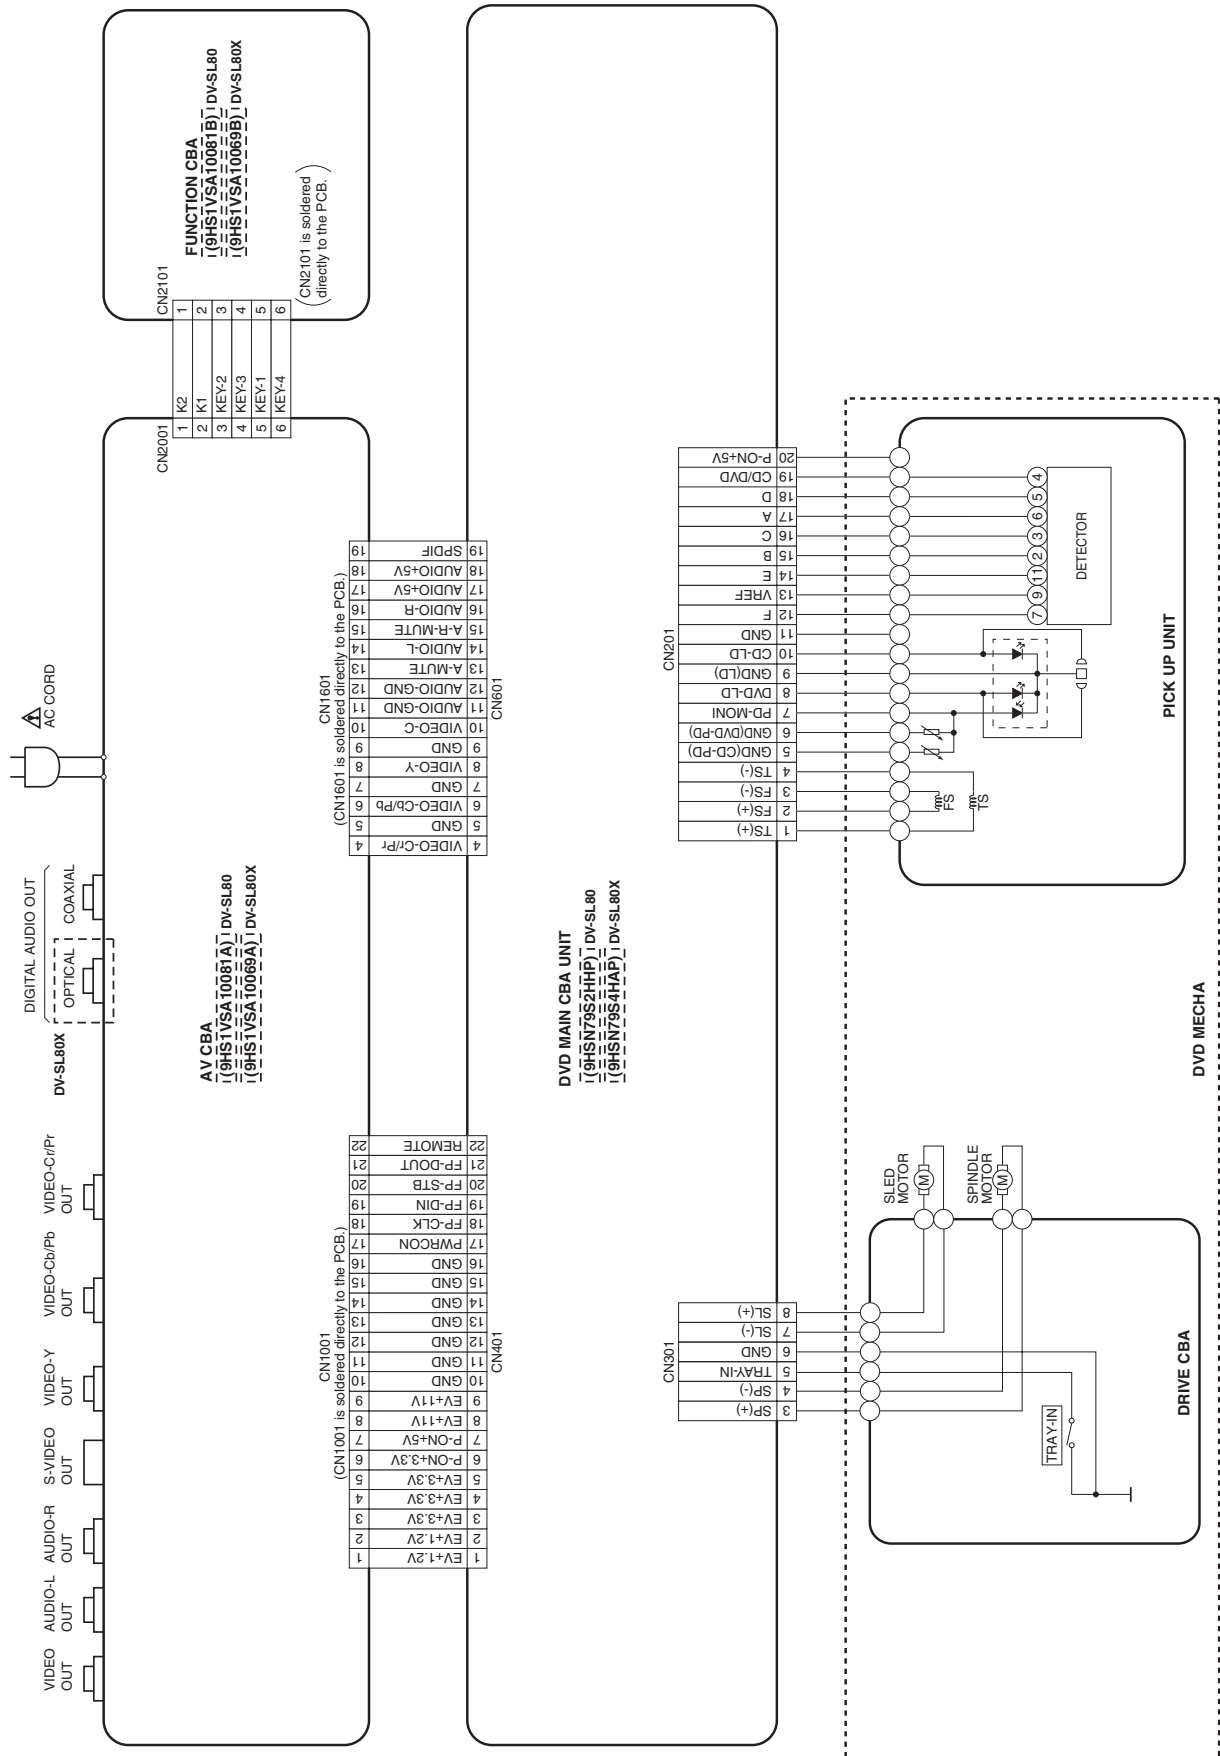 FUNCTION CBA
(9HS1VSA10081B) DV-SL80
(9HS1VSA10069B) DV-SL80X
(CN2101 is soldered
directly to the PCB.)
CN2101
1
2
3
4
5
6
K2
K1
KEY-2
KEY-3
KEY-1
KEY-4
CN2001
1
2
3
4
5
6
AC CORD
DIGITAL AUDIO OUT
COAXIAL
OPTICAL
DV-SL80X
VIDEO-Cr/Pr
OUT
VIDEO-Cb/Pb
OUT
VIDEO-Y
OUT
S-VIDEO
OUT
AUDIO-R
OUT
AUDIO-L
OUT
VIDEO
OUT
AV CBA
(9HS1VSA10081A) DV-SL80
(9HS1VSA10069A) DV-SL80X
CN1601
(CN1601 is soldered directly to the PCB.)
19 SPDIF 19
18 AUDIO+5V 18
17 AUDIO+5V 17
16 AUDIO-R 16
15 A-R-MUTE 15
14 AUDIO-L 14
13 A-MUTE 13
12 AUDIO-GND 12
11 AUDIO-GND 11
10 VIDEO-C 10
9 GND 9
8 VIDEO-Y 8
7 GND 7
6 VIDEO-Cb/Pb 6
5 GND 5
4 VIDEO-Cr/Pr 4
CN601
CN1001
(CN1001 is soldered directly to the PCB.)
22 REMOTE 22
21 FP-DOUT 21
20 FP-STB 20
19 FP-DIN 19
18 FP-CLK 18
17 PWRCON 17
16 GND 16
15 GND 15
14 GND 14
13 GND 13
12 GND 12
11 GND 11
10 GND 10
9 EV+11V 9
8 EV+11V 8
7 P-ON+5V 7
6 P-ON+3.3V 6
5 EV+3.3V 5
4 EV+3.3V 4
3 EV+3.3V 3
2 EV+1.2V 2
1 EV+1.2V 1
CN401
DVD MAIN CBA UNIT
(9HSN79S2HHP) DV-SL80
(9HSN79S4HAP) DV-SL80X
CN201
P-ON+5V 20
CD/DVD 19
D 18
A 17
C 16
B 15
E 14
VREF 13
F 12
GND 11
CD-LD 10
GND(LD) 9
DVD-LD 8
PD-MONI 7
GND(DVD-PD) 6
GND(CD-PD) 5
TS(-) 4
FS(-) 3
FS(+) 2
TS(+) 1
4
5
6
3
2
11
9
7
DETECTOR
FS
TS
PICK UP UNIT
DVD MECHA
CN301
SL(+) 8
SL(-) 7
GND 6
TRAY-IN 5
SP(-) 4
SP(+) 3
SLED
MOTOR
M
SPINDLE
MOTOR
M
TRAY-IN
DRIVE CBA